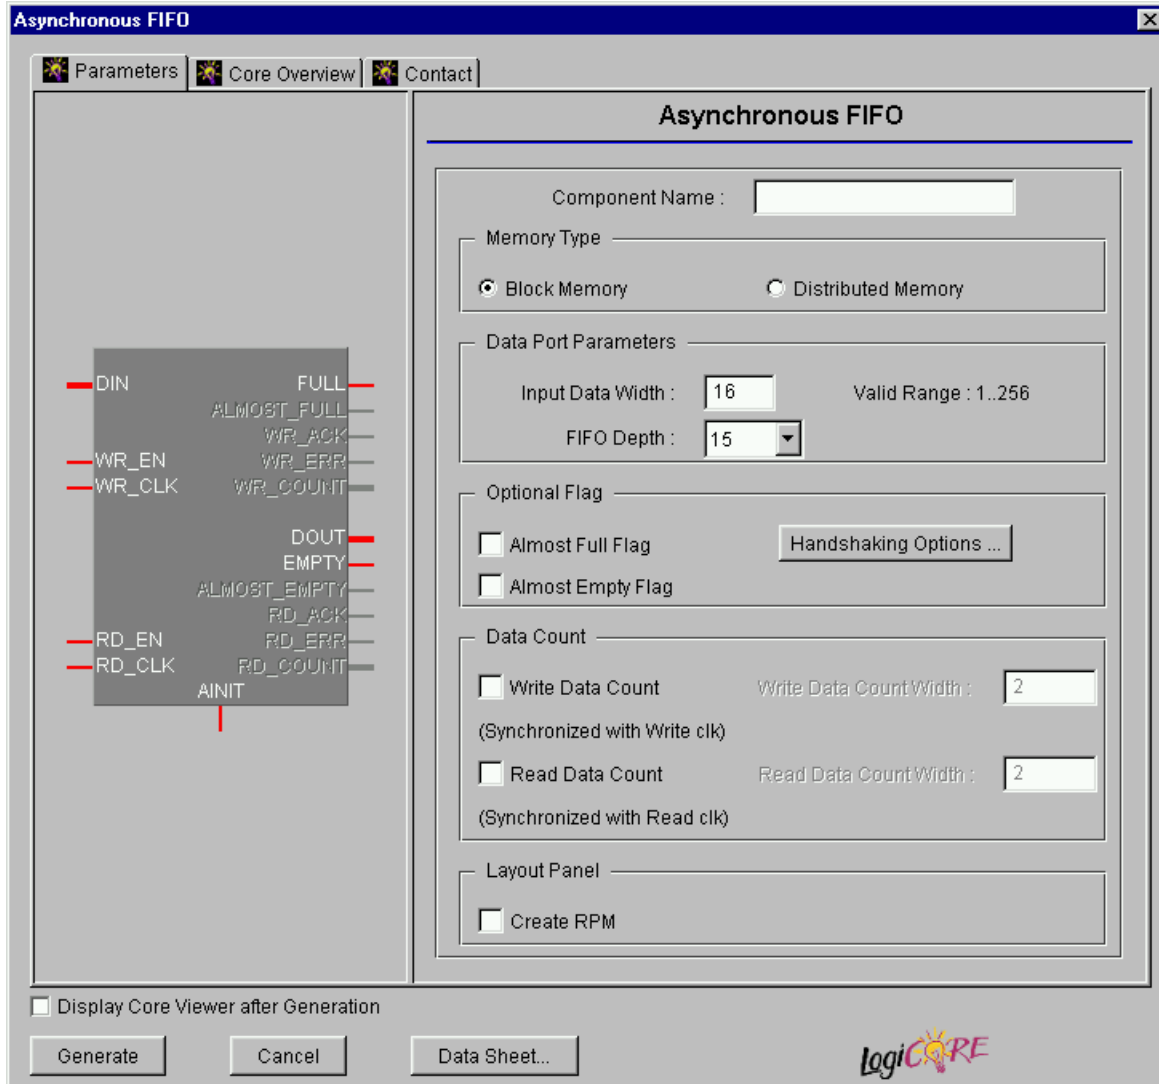 Asynchronous FIFO
Parameters
Core Overview
Contact
DIN
FULL
ALMOST_FULL
WR_ACK
WR_EN
WR_ERR
WR_CLK
WR_COUNT
DOUT
EMPTY
ALMOST_EMPTY
RD_ACK
RD_EN
RD_ERR
RD_CLK
RD_COUNT
AINIT
Asynchronous FIFO
Component Name :
Memory Type
Block Memory
Distributed Memory
Data Port Parameters
Input Data Width : 16 Valid Range : 1..256
FIFO Depth : 15
Optional Flag
Almost Full Flag
Handshaking Options ...
Almost Empty Flag
Data Count
Write Data Count Write Data Count Width : 2
(Synchronized with Write clk)
Read Data Count Read Data Count Width : 2
(Synchronized with Read clk)
Layout Panel
Create RPM
Display Core Viewer after Generation
Generate
Cancel
Data Sheet...
LogiCORE